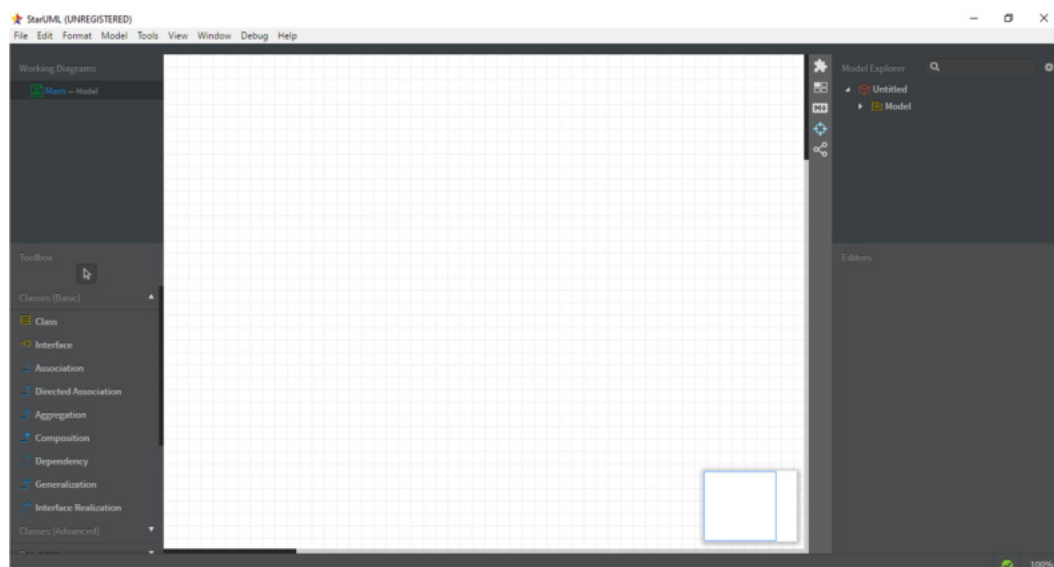 StarUML (UNREGISTERED)
File Edit Format Model Tools View Window Debug Help
Working Diagrams
Main — Model
Toolbox
Classes (Basic)
Class
Interface
Association
Directed Association
Aggregation
Composition
Dependency
Generalization
Interface Realization
Classes (Advanced)
Model Explorer
Untitled
Model
Editors
100%